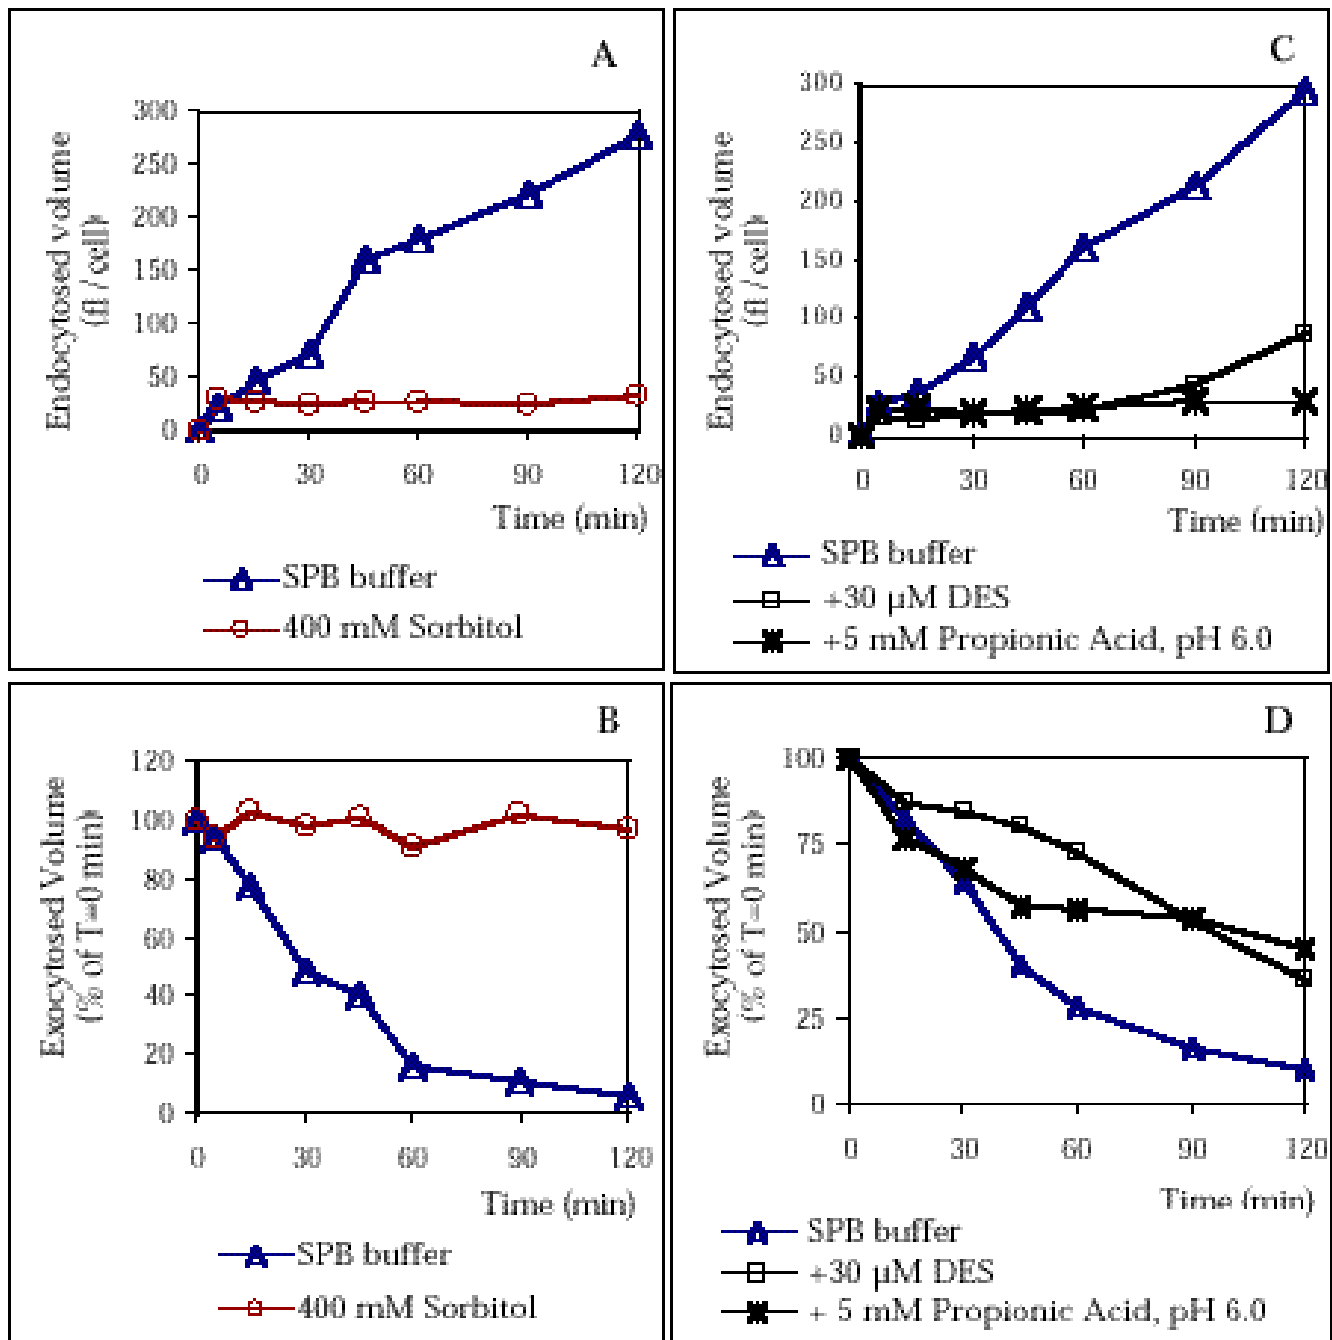 A
Endocytosed volume
(fl / cell)
300
250
200
150
100
50
0
0 30 60 90 120
Time (min)
SPB buffer
400 mM Sorbitol
C
Endocytosed volume
(fl / cell)
300
250
200
150
100
50
0
0 30 60 90 120
Time (min)
SPB buffer
+30 µM DES
+5 mM Propionic Acid, pH 6.0
B
Exocytosed Volume
(% of T=0 min)
120
100
80
60
40
20
0
0 30 60 90 120
Time (min)
SPB buffer
400 mM Sorbitol
D
Exocytosed Volume
(% of T=0 min)
100
75
50
25
0
0 30 60 90 120
Time (min)
SPB buffer
+30 µM DES
+ 5 mM Propionic Acid, pH 6.0